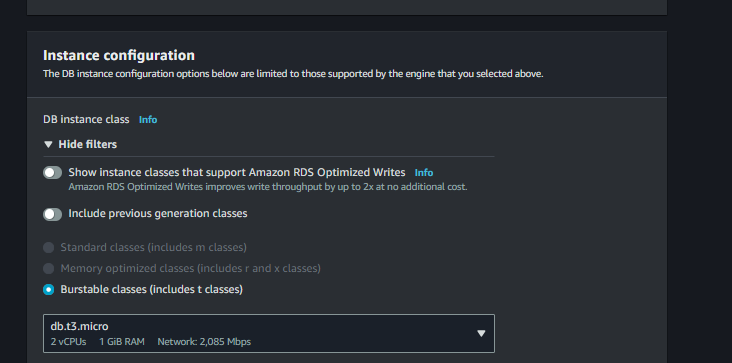 Instance configuration
The DB instance configuration options below are limited to those supported by the engine that you selected above.
DB instance class Info
Hide filters
Show instance classes that support Amazon RDS Optimized Writes Info
Amazon RDS Optimized Writes improves write throughput by up to 2x at no additional cost.
Include previous generation classes
Standard classes (includes m classes)
Memory optimized classes (includes r and x classes)
Burstable classes (includes t classes)
db.t3.micro
2 vCPUs 1 GiB RAM Network: 2,085 Mbps